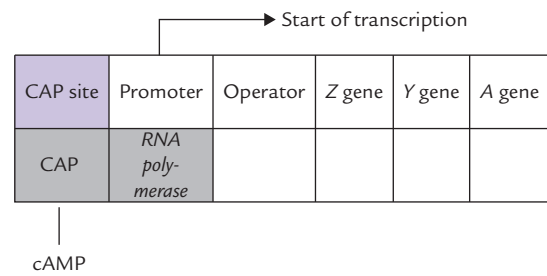 Start of transcription
CAP site Promoter Operator Z gene Y gene A gene
CAP RNA
poly-
merase
cAMP